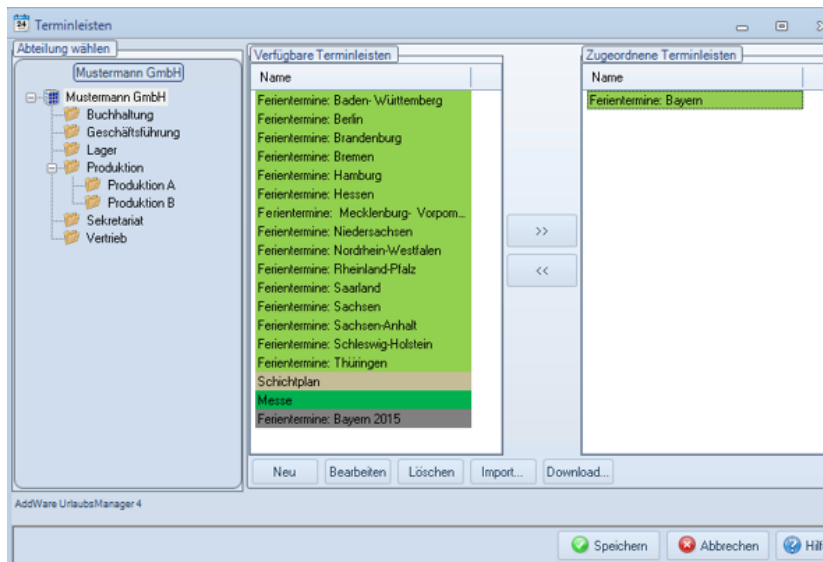 24 Terminleisten
Abteilung wählen
Mustermann GmbH
Mustermann GmbH
Buchhaltung
Geschäftsführung
Lager
Produktion
Produktion A
Produktion B
Sekretariat
Vertrieb
Verfügbare Terminleisten
Name
Ferientermine: Baden- Württemberg
Ferientermine: Berlin
Ferientermine: Brandenburg
Ferientermine: Bremen
Ferientermine: Hamburg
Ferientermine: Hessen
Ferientermine: Mecklenburg- Vorpom...
Ferientermine: Niedersachsen
Ferientermine: Nordrhein-Westfalen
Ferientermine: Rheinland-Pfalz
Ferientermine: Saarland
Ferientermine: Sachsen
Ferientermine: Sachsen-Anhalt
Ferientermine: Schleswig-Holstein
Ferientermine: Thüringen
Schichtplan
Messe
Ferientermine: Bayern 2015
>>
<<
Zugeordnete Terminleisten
Name
Ferientermine: Bayern
Neu Bearbeiten Löschen Import... Download...
AddWare UrlaubsManager 4
Speichern Abbrechen Hilf